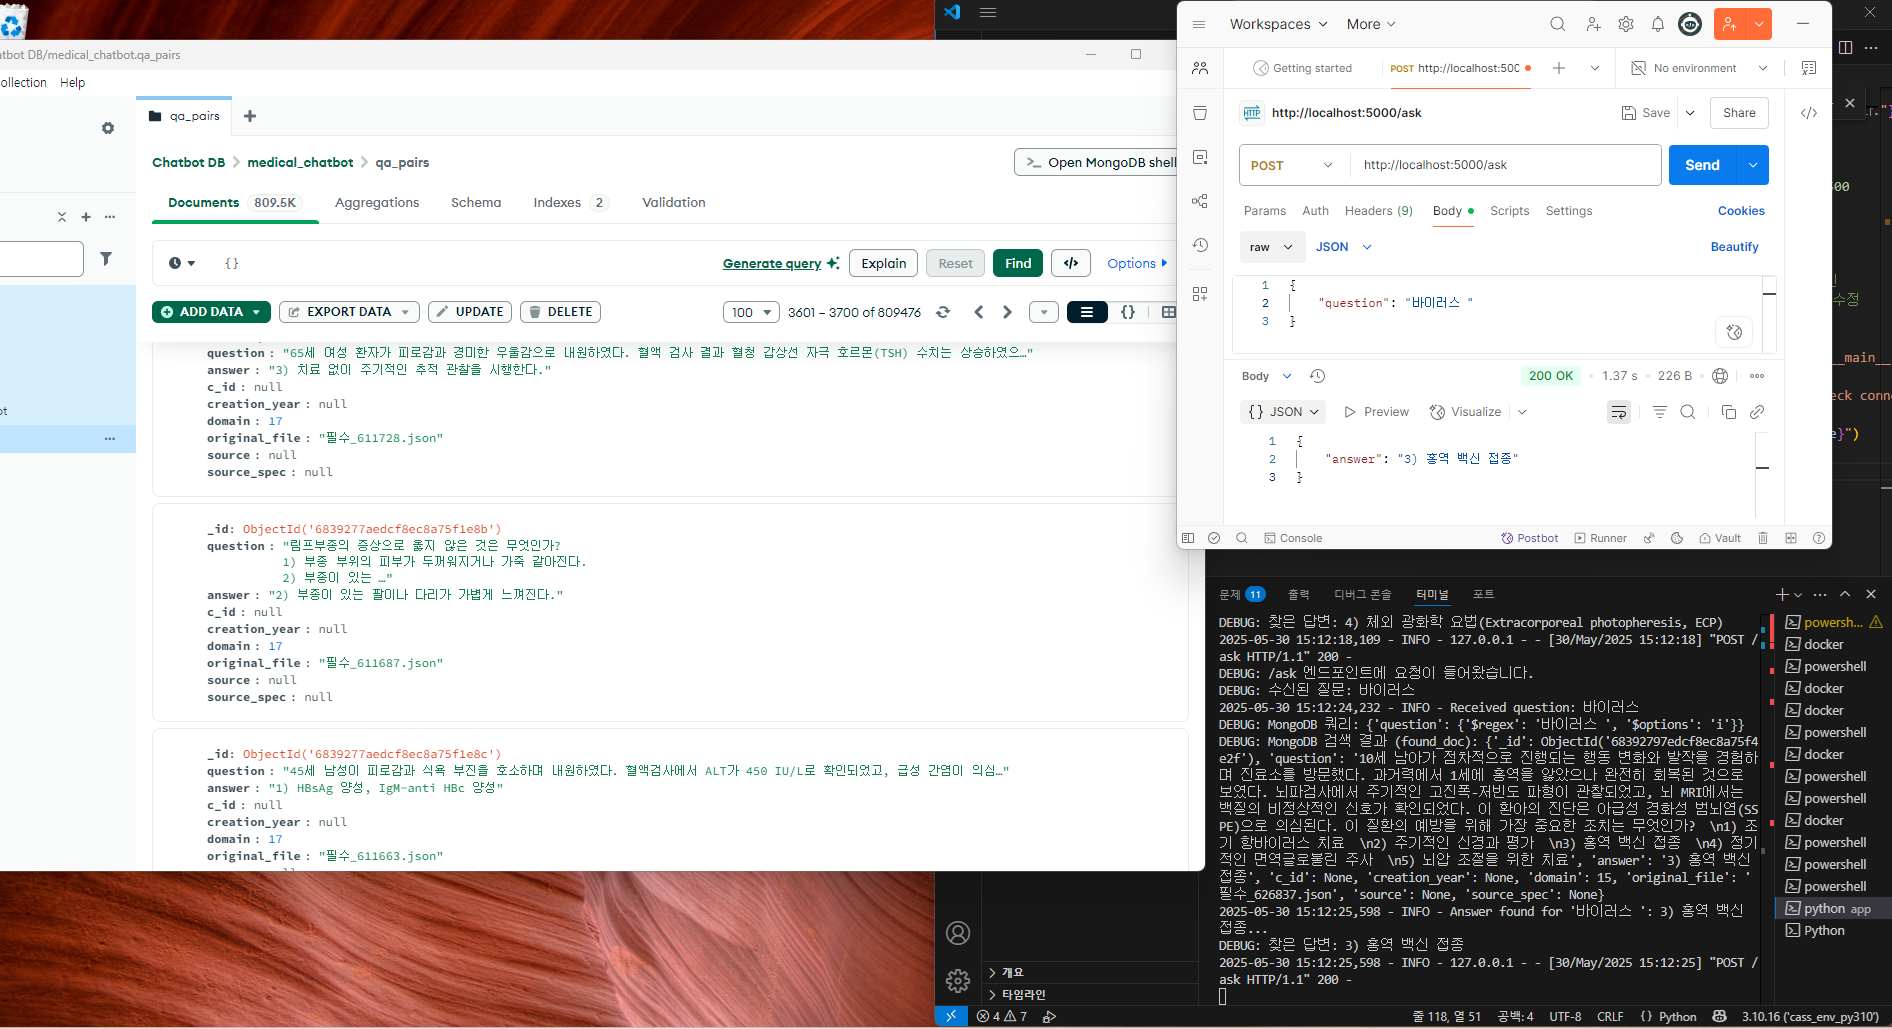 tbot DB/medical_chatbot.qa_pairs
ollection Help
qa_pairs
Chatbot DB > medical_chatbot > qa_pairs
>_ Open MongoDB shell
Documents 809.5K Aggregations Schema Indexes 2 Validation
{} Generate query Explain Reset Find </> Options
ADD DATA EXPORT DATA UPDATE DELETE 100 3601 – 3700 of 809476 {}
question : "65세 여성 환자가 피로감과 경미한 우울감으로 내원하였다. 혈액 검사 결과 혈청 갑상선 자극 호르몬(TSH) 수치는 상승하였으…"
answer : "3) 치료 없이 주기적인 추적 관찰을 시행한다."
c_id : null
creation_year : null
domain : 17
original_file : "필수_611728.json"
source : null
source_spec : null
_id: ObjectId('6839277aedcf8ec8a75f1e8b')
question : "림프부종의 증상으로 옳지 않은 것은 무엇인가?
1) 부종 부위의 피부가 두꺼워지거나 가죽 같아진다.
2) 부종이 있는 …"
answer : "2) 부종이 있는 팔이나 다리가 가볍게 느껴진다."
c_id : null
creation_year : null
domain : 17
original_file : "필수_611687.json"
source : null
source_spec : null
_id: ObjectId('6839277aedcf8ec8a75f1e8c')
question : "45세 남성이 피로감과 식욕 부진을 호소하며 내원하였다. 혈액검사에서 ALT가 450 IU/L로 확인되었고, 급성 간염이 의심…"
answer : "1) HBsAg 양성, IgM-anti HBc 양성"
c_id : null
creation_year : null
domain : 17
original_file : "필수_611663.json"
ot
Workspaces More
Getting started POST http://localhost:500 No environment
HTTP http://localhost:5000/ask Save Share </>
POST http://localhost:5000/ask Send
Params Auth Headers (9) Body Scripts Settings Cookies
raw JSON Beautify
1 {
2 "question": "바이러스 "
3 }
Body 200 OK 1.37 s 226 B
{} JSON Preview Visualize
1 {
2 "answer": "3) 홍역 백신 접종"
3 }
Console Postbot Runner Vault
"]
00
수정
__main__
eck conn
e}")
문제 11 출력 디버그 콘솔 터미널 포트
DEBUG: 찾은 답변: 4) 체외 광화학 요법(Extracorporeal photopheresis, ECP)
2025-05-30 15:12:18,109 - INFO - 127.0.0.1 - - [30/May/2025 15:12:18] "POST /
ask HTTP/1.1" 200 -
DEBUG: /ask 엔드포인트에 요청이 들어왔습니다.
DEBUG: 수신된 질문: 바이러스
2025-05-30 15:12:24,232 - INFO - Received question: 바이러스
DEBUG: MongoDB 쿼리: {'question': {'$regex': '바이러스 ', '$options': 'i'}}
DEBUG: MongoDB 검색 결과 (found_doc): {'_id': ObjectId('68392797edcf8ec8a75f4
e2f'), 'question': '10세 남아가 점차적으로 진행되는 행동 변화와 발작을 경험하
며 진료소를 방문했다. 과거력에서 1세에 홍역을 앓았으나 완전히 회복된 것으로
보였다. 뇌파검사에서 주기적인 고진폭-저빈도 파형이 관찰되었고, 뇌 MRI에서는
백질의 비정상적인 신호가 확인되었다. 이 환아의 진단은 아급성 경화성 범뇌염(SS
PE)으로 의심된다. 이 질환의 예방을 위해 가장 중요한 조치는 무엇인가? \n1) 조
기 항바이러스 치료 \n2) 주기적인 신경과 평가 \n3) 홍역 백신 접종 \n4) 정기
적인 면역글로불린 주사 \n5) 뇌압 조절을 위한 치료', 'answer': '3) 홍역 백신
접종', 'c_id': None, 'creation_year': None, 'domain': 15, 'original_file': '
필수_626837.json', 'source': None, 'source_spec': None}
2025-05-30 15:12:25,598 - INFO - Answer found for '바이러스 ': 3) 홍역 백신
접종...
DEBUG: 찾은 답변: 3) 홍역 백신 접종
2025-05-30 15:12:25,598 - INFO - 127.0.0.1 - - [30/May/2025 15:12:25] "POST /
ask HTTP/1.1" 200 -
powersh...
docker
powershell
docker
docker
powershell
docker
powershell
powershell
docker
powershell
powershell
powershell
python app
Python
개요
타임라인
4 7 줄 118, 열 51 공백: 4 UTF-8 CRLF {} Python 3.10.16 ('cass_env_py310')